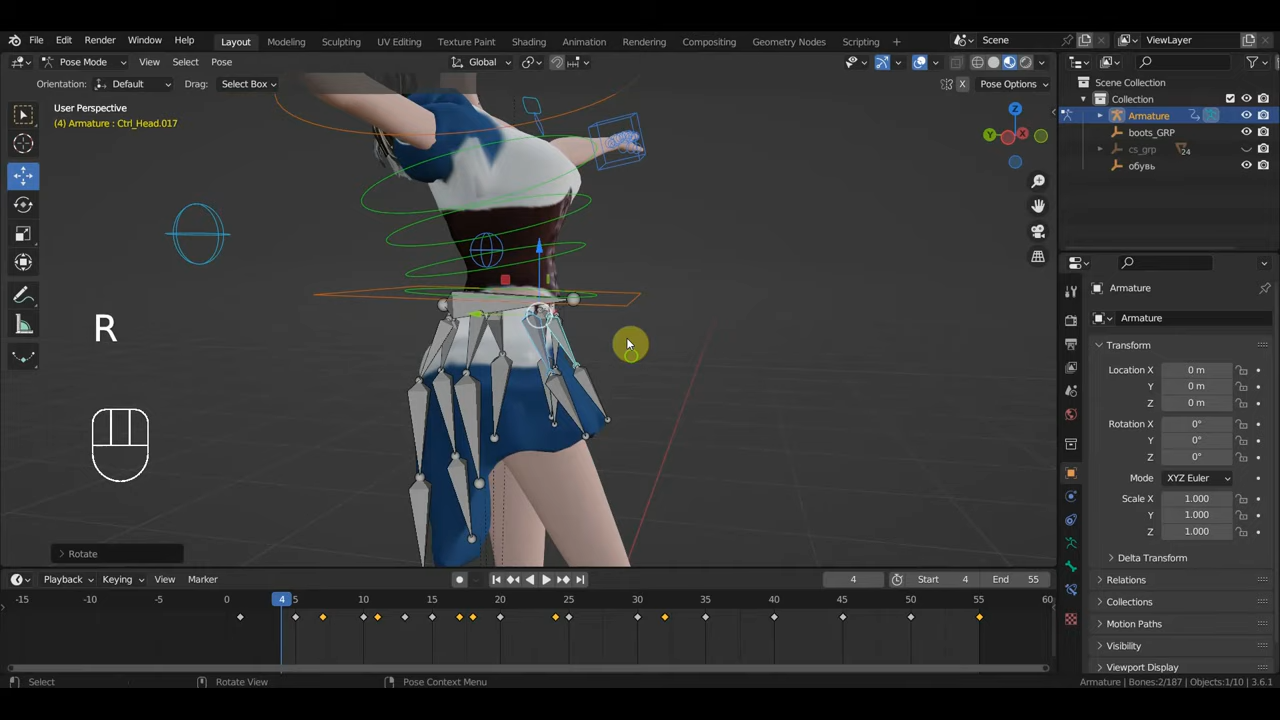 File Edit Render Window Help Layout Modeling Sculpting UV Editing Texture Paint Shading Animation Rendering Compositing Geometry Nodes Scripting + Scene ViewLayer
Pose Mode View Select Pose Global
Orientation: Default Drag: Select Box X Pose Options
User Perspective
(4) Armature : Ctrl_Head.017
R
Rotate
Z
Y
X
Scene Collection
Collection
Armature
boots_GRP
cs_grp 24
обувь
Armature
Armature
Transform
Location X 0 m
Y 0 m
Z 0 m
Rotation X 0°
Y 0°
Z 0°
Mode XYZ Euler
Scale X 1.000
Y 1.000
Z 1.000
Delta Transform
Relations
Collections
Motion Paths
Visibility
Viewport Display
Playback Keying View Marker 4 Start 4 End 55
-15 -10 -5 0 4 5 10 15 20 25 30 35 40 45 50 55 60
Select Rotate View Pose Context Menu Armature | Bones:2/187 | Objects:1/10 | 3.6.1